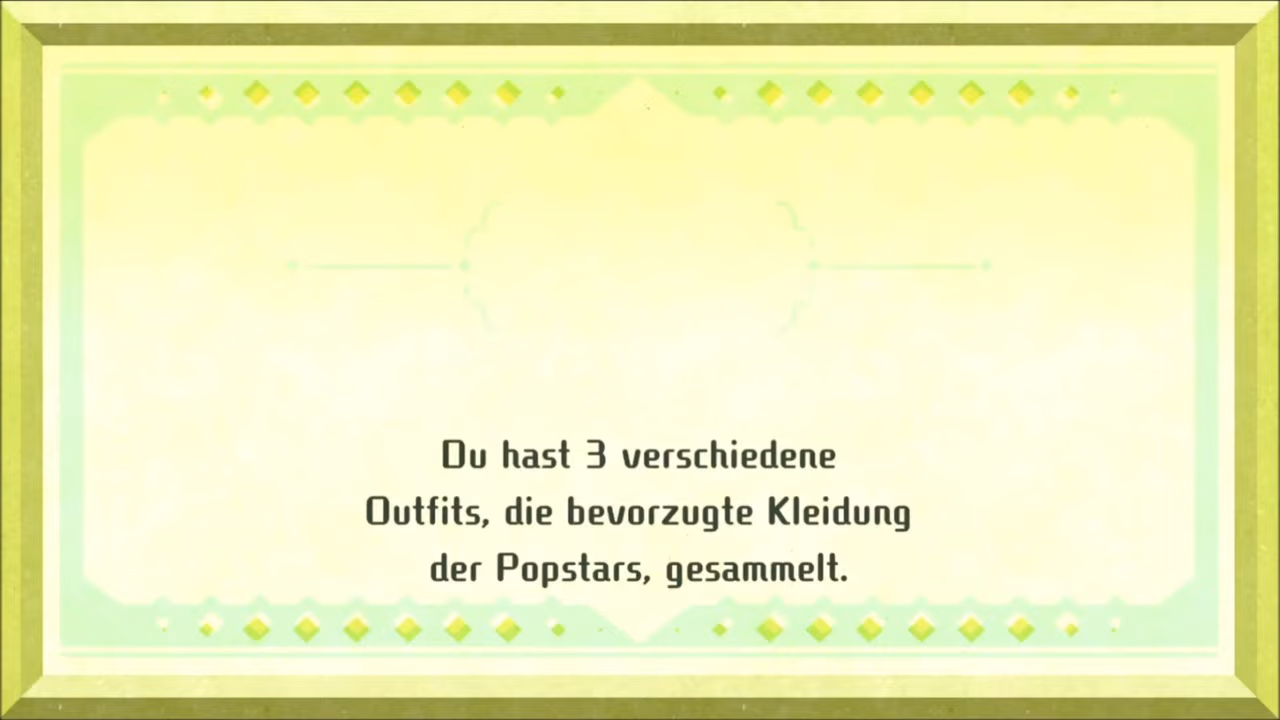 Du hast 3 verschiedene
Outfits, die bevorzugte Kleidung
der Popstars, gesammelt.